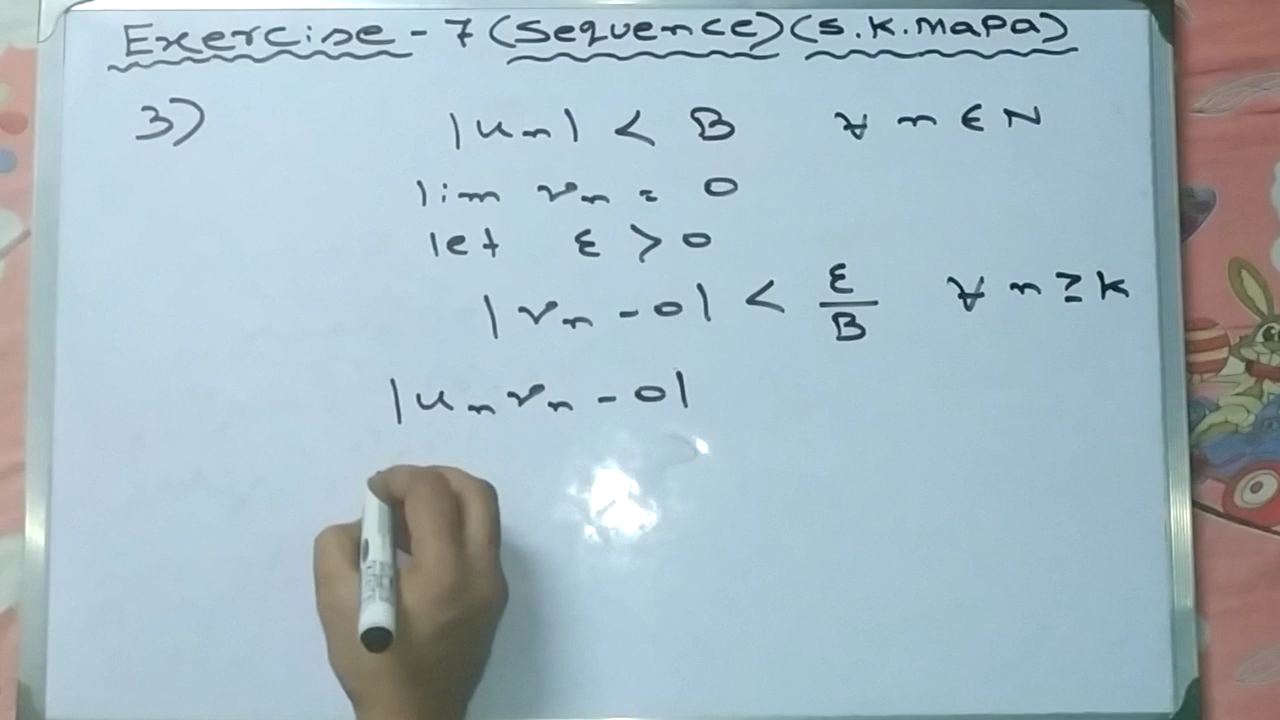 Exercise - 7 (Sequence) (S.K.Mapa)
3) |uₙ| < B ∀ n ∈ N
lim vₙ = 0
let ε > 0
|vₙ - 0| < ε/B ∀ n ≥ k
|uₙvₙ - 0|